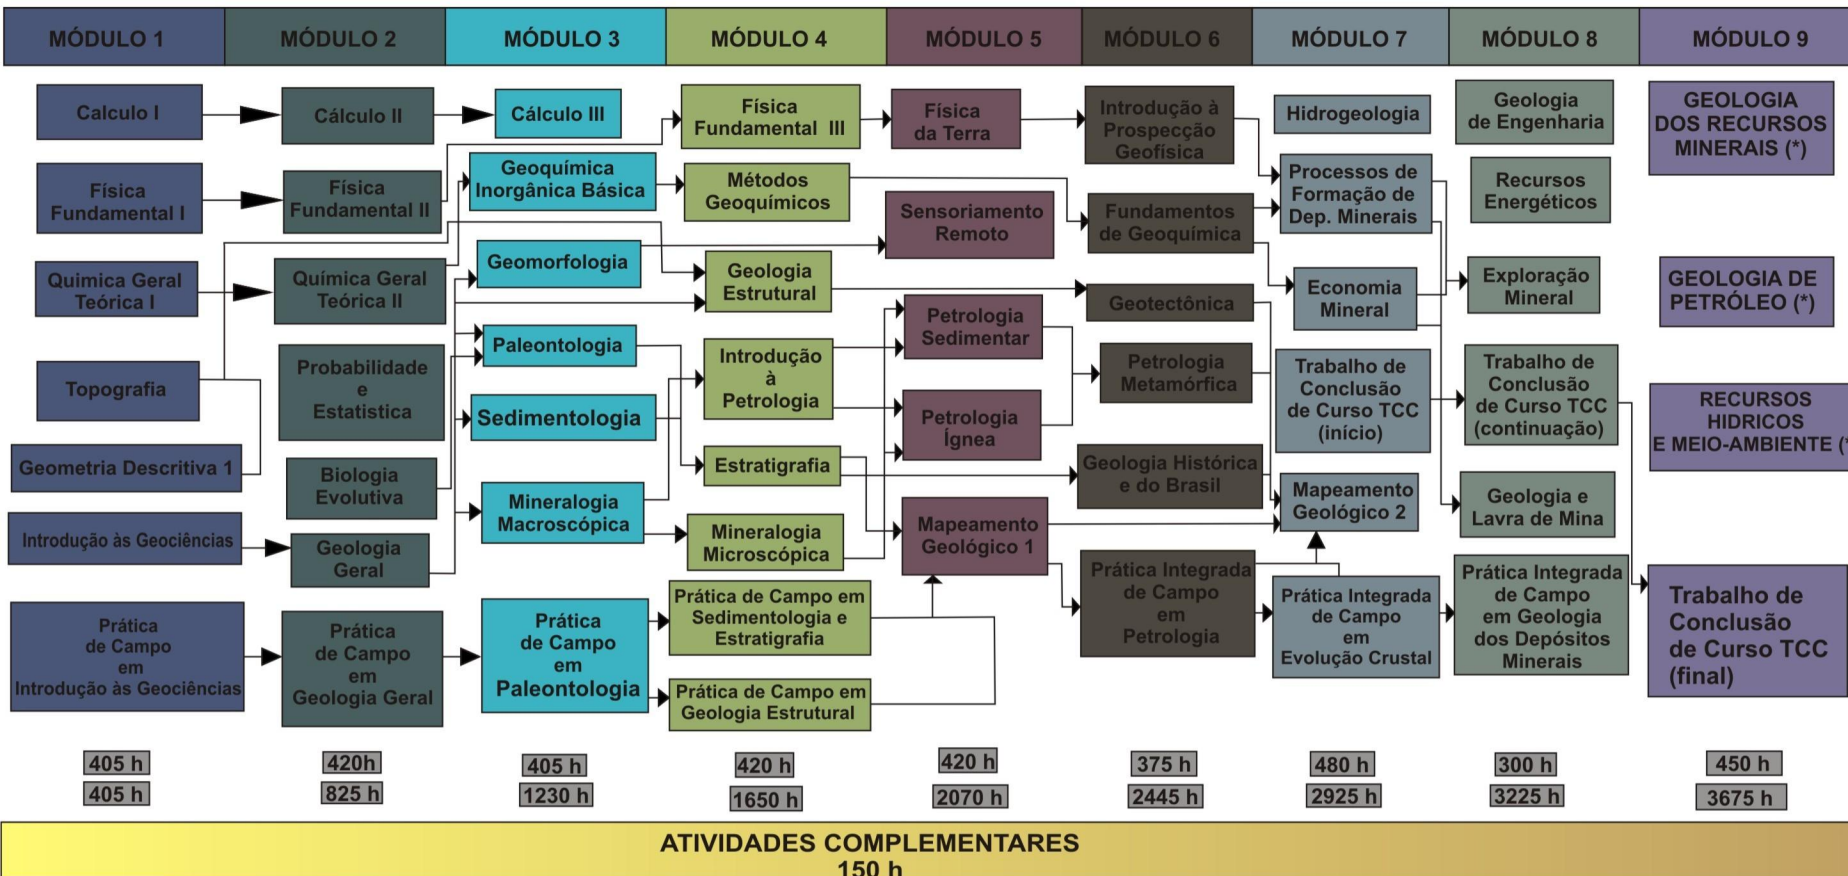 MÓDULO 1
MÓDULO 2
MÓDULO 3
MÓDULO 4
MÓDULO 5
MÓDULO 6
MÓDULO 7
MÓDULO 8
MÓDULO 9
Calculo I
Física
Fundamental I
Quimica Geral
Teórica I
Topografia
Geometria Descritiva 1
Introdução às Geociências
Prática
de Campo
em
Introdução às Geociências
Cálculo II
Física
Fundamental II
Química Geral
Teórica II
Probabilidade
e
Estatistica
Biologia
Evolutiva
Geologia
Geral
Prática
de Campo
em
Geologia Geral
Cálculo III
Geoquímica
Inorgânica Básica
Geomorfologia
Paleontologia
Sedimentologia
Mineralogia
Macroscópica
Prática
de Campo
em
Paleontologia
Física
Fundamental III
Métodos
Geoquímicos
Geologia
Estrutural
Introdução
à
Petrologia
Estratigrafia
Mineralogia
Microscópica
Prática de Campo em
Sedimentologia e
Estratigrafia
Prática de Campo em
Geologia Estrutural
Física
da Terra
Sensoriamento
Remoto
Petrologia
Sedimentar
Petrologia
Ígnea
Mapeamento
Geológico 1
Introdução à
Prospecção
Geofísica
Fundamentos
de Geoquímica
Geotectônica
Petrologia
Metamórfica
Geologia Histórica
e do Brasil
Prática Integrada
de Campo
em
Petrologia
Hidrogeologia
Processos de
Formação de
Dep. Minerais
Economia
Mineral
Trabalho de
Conclusão
de Curso TCC
(início)
Mapeamento
Geológico 2
Prática Integrada
de Campo
em
Evolução Crustal
Geologia
de Engenharia
Recursos
Energéticos
Exploração
Mineral
Trabalho de
Conclusão
de Curso TCC
(continuação)
Geologia e
Lavra de Mina
Prática Integrada
de Campo
em Geologia
dos Depósitos
Minerais
GEOLOGIA
DOS RECURSOS
MINERAIS (*)
GEOLOGIA DE
PETRÓLEO (*)
RECURSOS
HIDRICOS
E MEIO-AMBIENTE (*
Trabalho de
Conclusão
de Curso TCC
(final)
405 h
420h
405 h
420 h
420 h
375 h
480 h
300 h
450 h
405 h
825 h
1230 h
1650 h
2070 h
2445 h
2925 h
3225 h
3675 h
ATIVIDADES COMPLEMENTARES
150 h